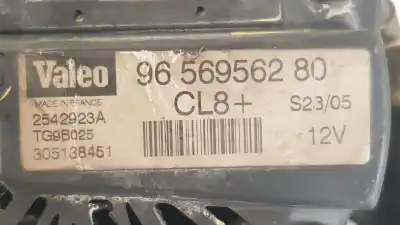 Valeo 96 569562 80
MADE IN FRANCE CL8+ S23/05
2542923A
TG9B025 12V
305138451